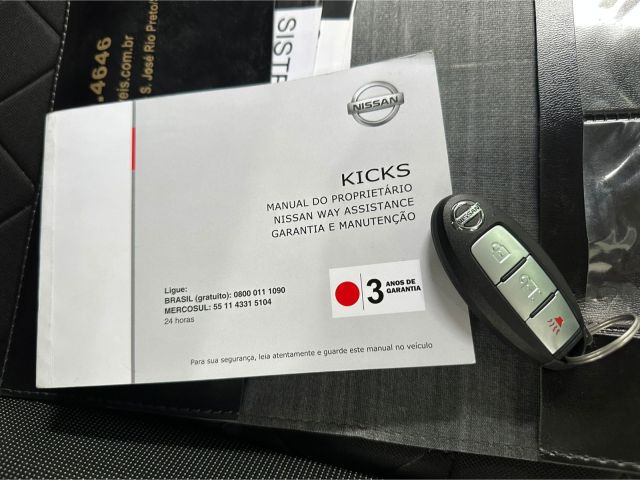 .4646
eis.com.br
S. José Rio Preto
SISTE
NISSAN
KICKS
MANUAL DO PROPRIETÁRIO
NISSAN WAY ASSISTANCE
GARANTIA E MANUTENÇÃO
Ligue:
BRASIL (gratuito): 0800 011 1090
MERCOSUL: 55 11 4331 5104
24 horas
3 ANOS DE
GARANTIA
Para sua segurança, leia atentamente e guarde este manual no veículo
NISSAN